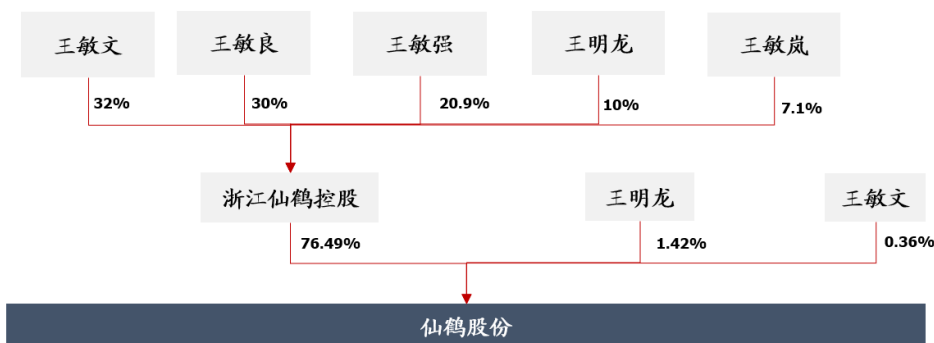 王敏文 王敏良 王敏强 王明龙 王敏岚
32% 30% 20.9% 10% 7.1%
浙江仙鹤控股 王明龙 王敏文
76.49% 1.42% 0.36%
仙鹤股份